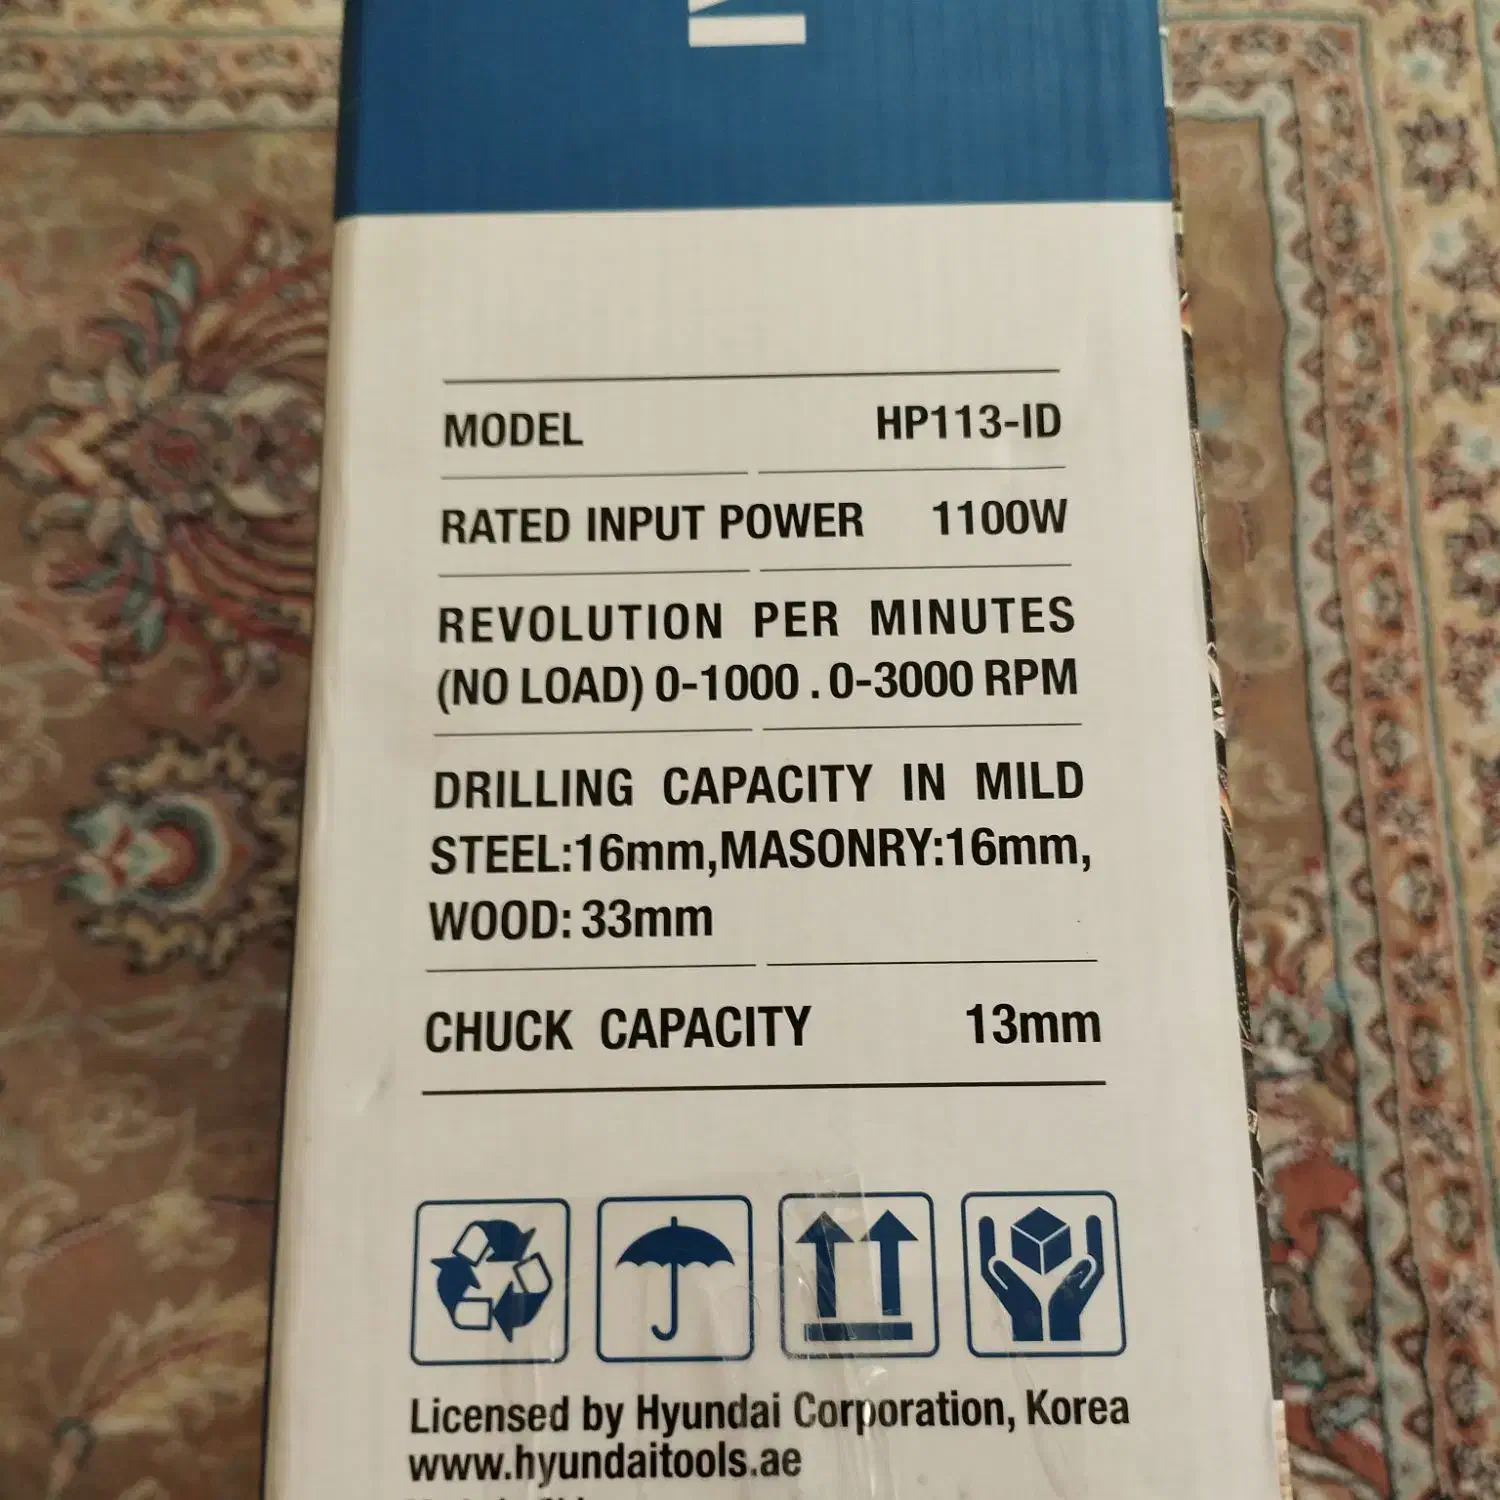 MODEL HP113-ID
RATED INPUT POWER 1100W
REVOLUTION PER MINUTES
(NO LOAD) 0-1000 . 0-3000 RPM
DRILLING CAPACITY IN MILD
STEEL:16mm,MASONRY:16mm,
WOOD: 33mm
CHUCK CAPACITY 13mm
Licensed by Hyundai Corporation, Korea
www.hyundaitools.ae